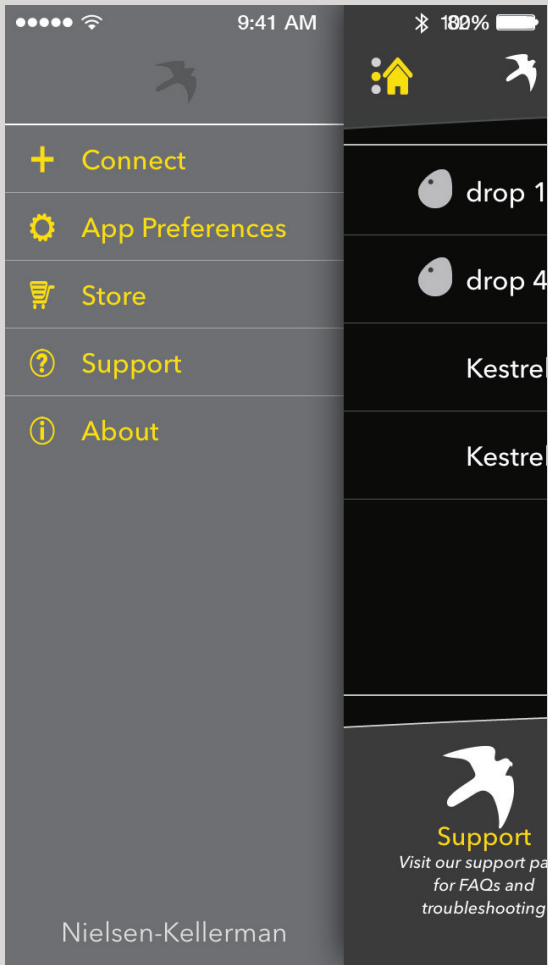 9:41 AM
Connect
App Preferences
Store
Support
About
Nielsen-Kellerman
drop 1
drop 4
Kestrel
Kestrel
Support
Visit our support pa
for FAQs and
troubleshooting